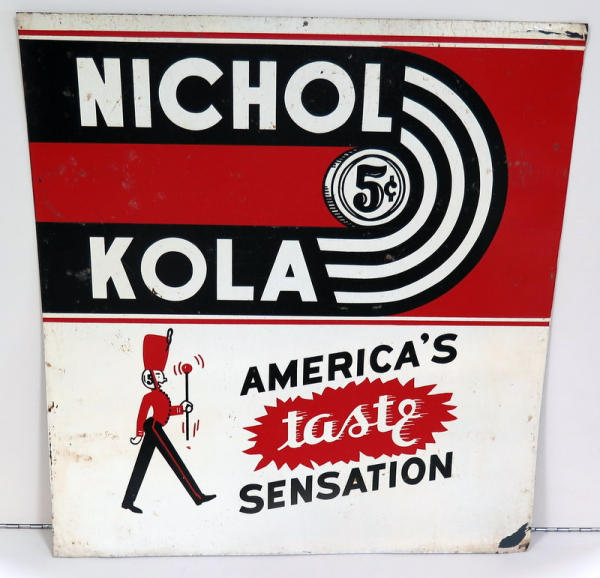 NICHOL
5¢
KOLA
AMERICA'S
taste
SENSATION